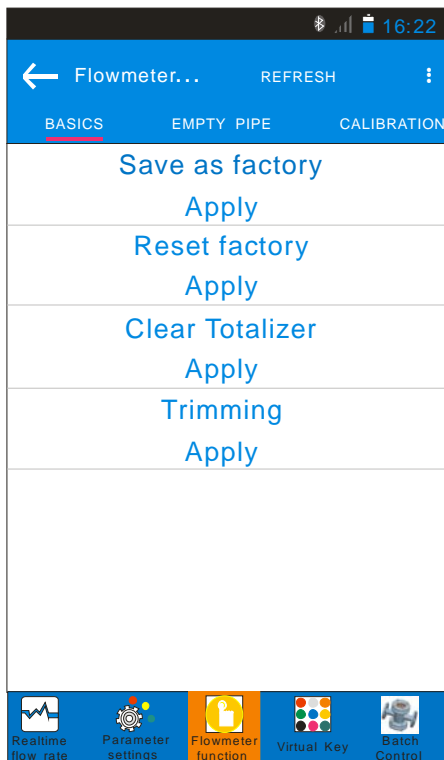 16:22
Flowmeter... REFRESH
BASICS EMPTY PIPE CALIBRATION
Save as factory
Apply
Reset factory
Apply
Clear Totalizer
Apply
Trimming
Apply
Realtime flow rate
Parameter settings
Flowmeter function
Virtual Key
Batch Control